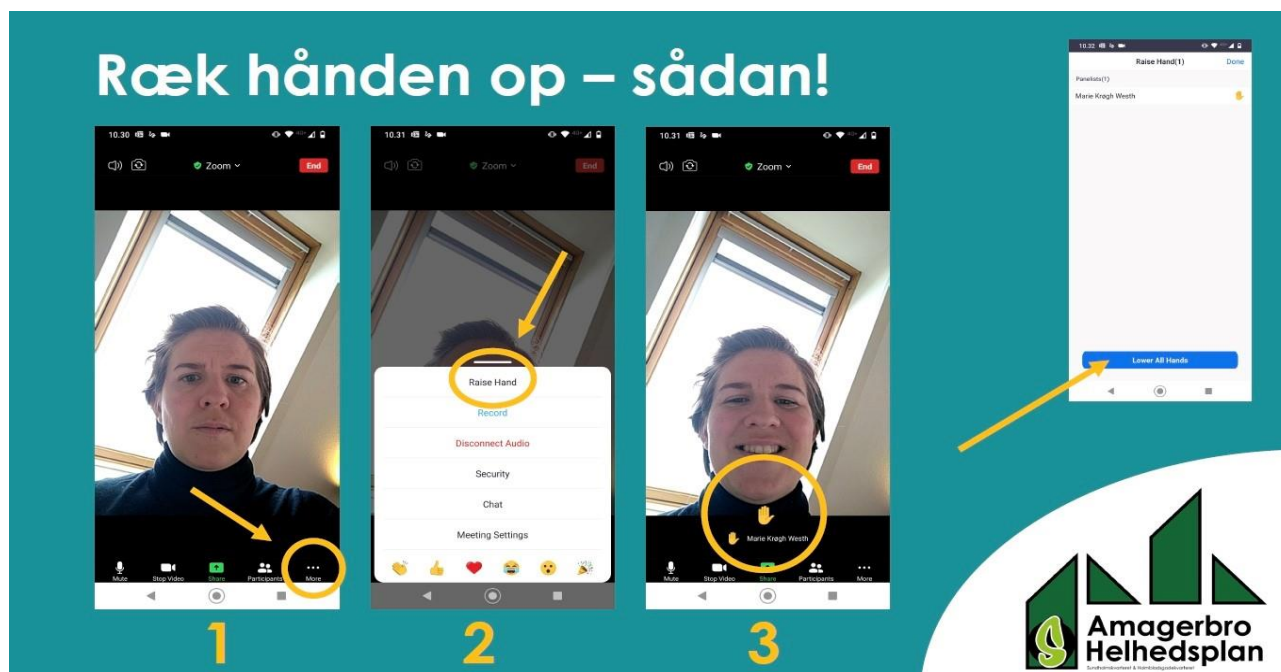 Ræk hånden op – sådan!
10.30
Zoom
End
Mute
Stop Video
Share
Participants
More
1
10.31
Zoom
End
Raise Hand
Record
Disconnect Audio
Security
Chat
Meeting Settings
2
10.31
Zoom
End
Marie Krøgh Westh
Mute
Stop Video
Share
Participants
More
3
10.32
Raise Hand(1)
Done
Panelists(1)
Marie Krøgh Westh
Lower All Hands
Amagerbro
Helhedsplan